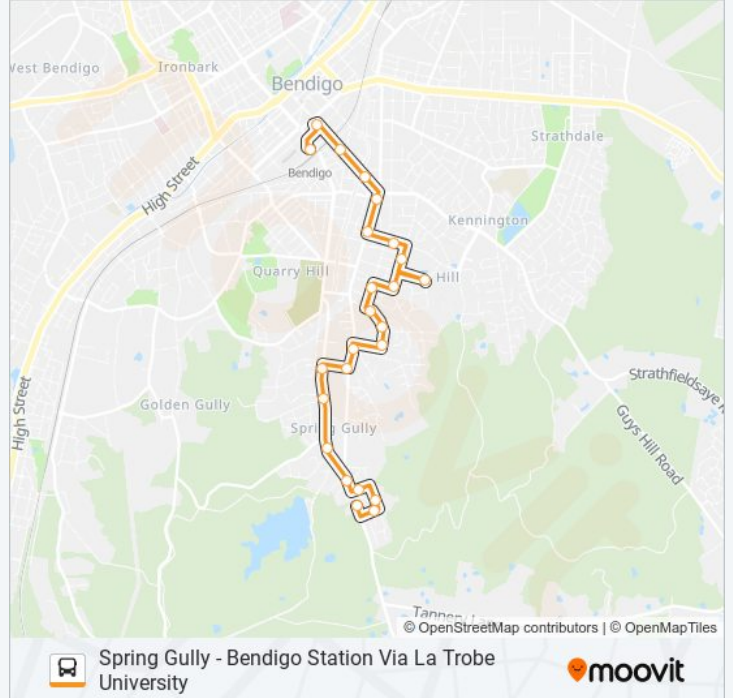 West Bendigo
Ironbark
Bendigo
Strathdale
Bendigo
High Street
Kennington
Quarry Hill
Hill
Strathfieldsaye
High Street
Golden Gully
Spring Gully
Guys Hill Road
© OpenStreetMap contributors | © OpenMapTiles
Spring Gully - Bendigo Station Via La Trobe
University
moovit